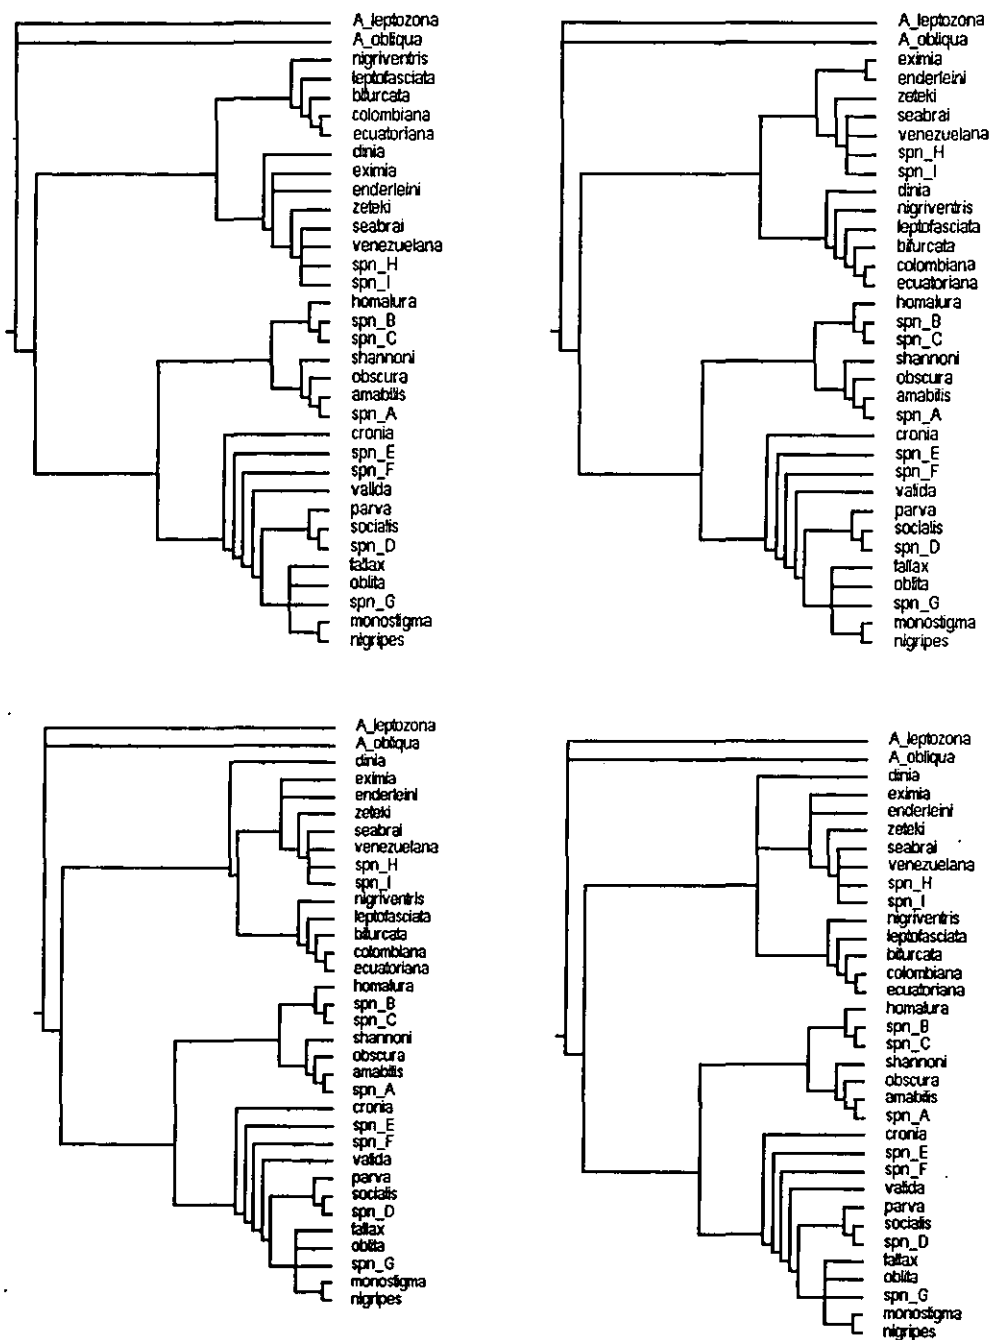 A_leptozona
A_obliqua
nigriventris
leptofasciata
bifurcata
colombiana
ecuatoriana
dinia
eximia
enderleini
zeteki
seabrai
venezuelana
spn_H
spn_I
homalura
spn_B
spn_C
shannoni
obscura
amabilis
spn_A
cronia
spn_E
spn_F
valida
parva
socialis
spn_D
fallax
oblita
spn_G
monostigma
nigripes
A_leptozona
A_obliqua
eximia
enderleini
zeteki
seabrai
venezuelana
spn_H
spn_I
dinia
nigriventris
leptofasciata
bifurcata
colombiana
ecuatoriana
homalura
spn_B
spn_C
shannoni
obscura
amabilis
spn_A
cronia
spn_E
spn_F
valida
parva
socialis
spn_D
fallax
oblita
spn_G
monostigma
nigripes
A_leptozona
A_obliqua
dinia
eximia
enderleini
zeteki
seabrai
venezuelana
spn_H
spn_I
nigriventris
leptofasciata
bifurcata
colombiana
ecuatoriana
homalura
spn_B
spn_C
shannoni
obscura
amabilis
spn_A
cronia
spn_E
spn_F
valida
parva
socialis
spn_D
fallax
oblita
spn_G
monostigma
nigripes
A_leptozona
A_obliqua
dinia
eximia
enderleini
zeteki
seabrai
venezuelana
spn_H
spn_I
nigriventris
leptofasciata
bifurcata
colombiana
ecuatoriana
homalura
spn_B
spn_C
shannoni
obscura
amabilis
spn_A
cronia
spn_E
spn_F
valida
parva
socialis
spn_D
fallax
oblita
spn_G
monostigma
nigripes